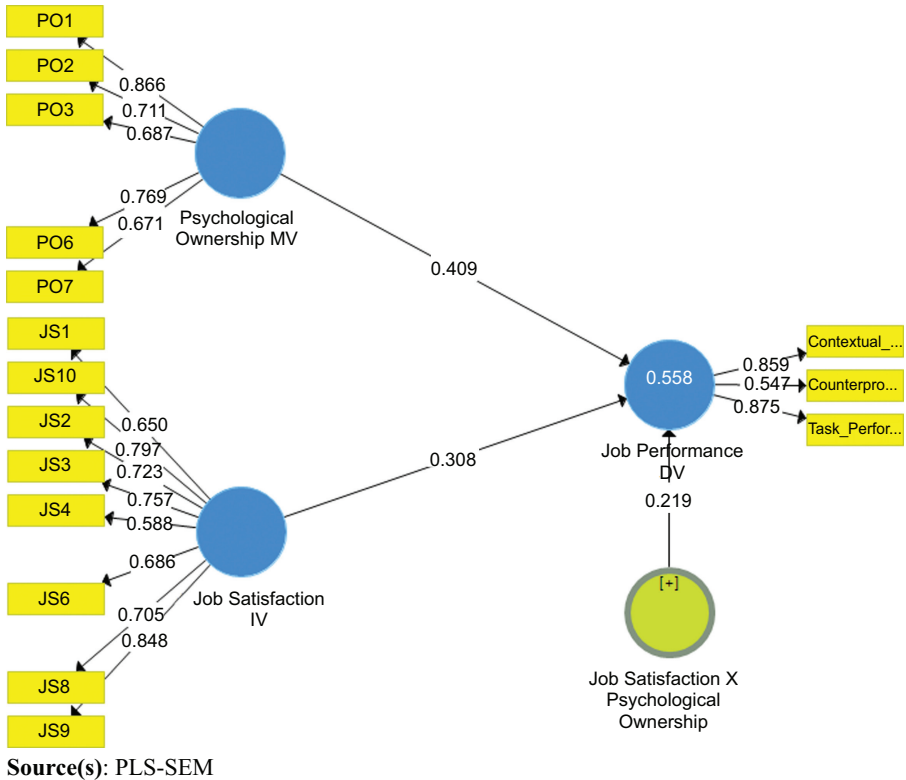 PO1
PO2
PO3
PO6
PO7
0.866
0.711
0.687
0.769
0.671
Psychological
Ownership MV
0.409
JS1
JS10
JS2
JS3
JS4
JS6
JS8
JS9
0.650
0.797
0.723
0.757
0.588
0.686
0.705
0.848
Job Satisfaction
IV
0.308
0.558
Job Performance
DV
0.859
0.547
0.875
Contextual_...
Counterpro...
Task_Perfor...
0.219
[+]
Job Satisfaction X
Psychological
Ownership
Source(s): PLS-SEM